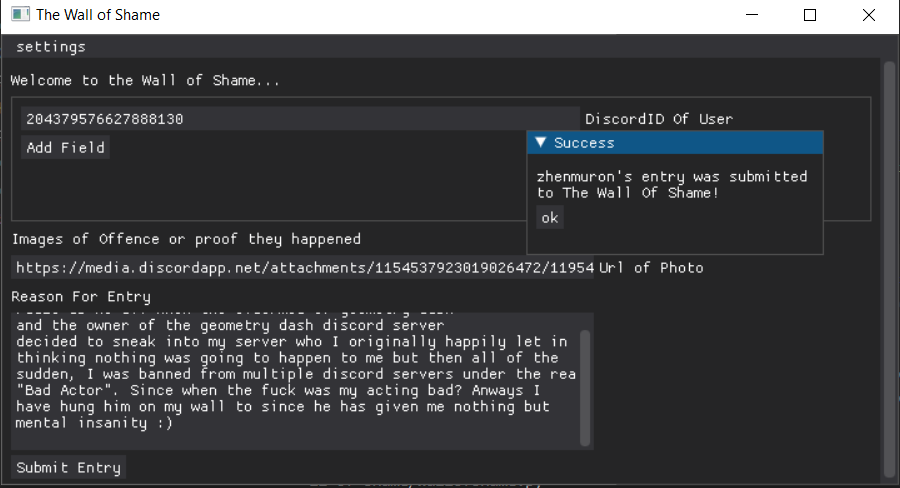 The Wall of Shame
settings
Welcome to the Wall of Shame...
204379576627888130
DiscordID Of User
Add Field
Success
zhenmuron's entry was submitted
to The Wall Of Shame!
ok
Images of Offence or proof they happened
https://media.discordapp.net/attachments/1154537923019026472/11954
Url of Photo
Reason For Entry
and the owner of the geometry dash discord server
decided to sneak into my server who I originally happily let in
thinking nothing was going to happen to me but then all of the
sudden, I was banned from multiple discord servers under the rea
"Bad Actor". Since when the fuck was my acting bad? Anways I
have hung him on my wall to since he has given me nothing but
mental insanity :)
Submit Entry